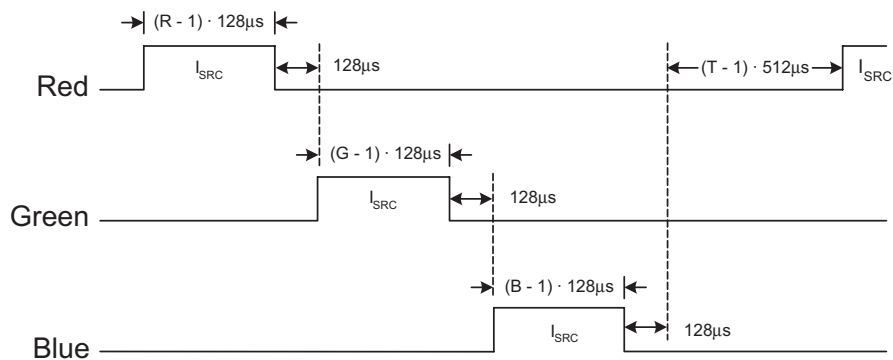 (R - 1) · 128μs
Red
I_SRC
128μs
(T - 1) · 512μs
I_SRC
(G - 1) · 128μs
Green
I_SRC
128μs
(B - 1) · 128μs
Blue
I_SRC
128μs